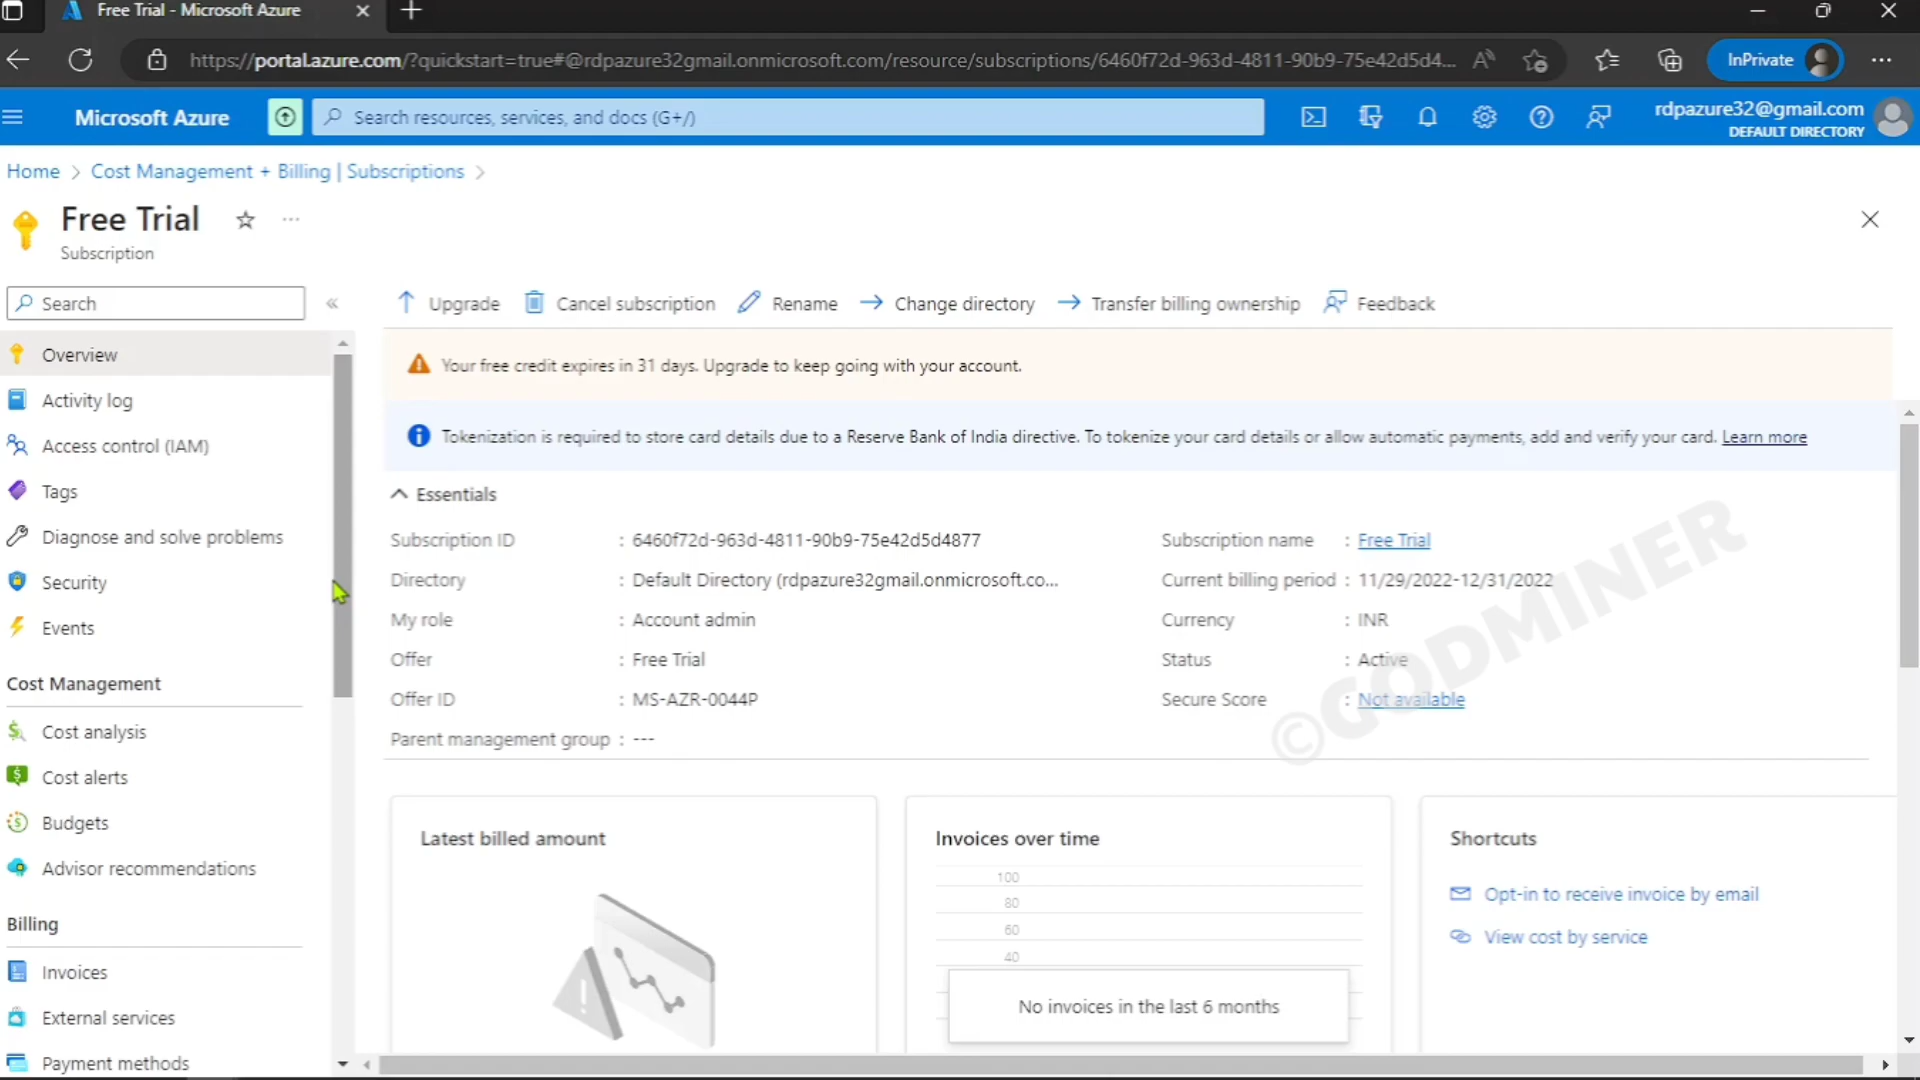 Free Trial - Microsoft Azure
https://portal.azure.com/?quickstart=true#@rdpazure32gmail.onmicrosoft.com/resource/subscriptions/6460f72d-963d-4811-90b9-75e42d5d4...
InPrivate
Microsoft Azure
Search resources, services, and docs (G+/)
rdpazure32@gmail.com
DEFAULT DIRECTORY
Home > Cost Management + Billing | Subscriptions >
Free Trial
Subscription
Search
Upgrade
Cancel subscription
Rename
Change directory
Transfer billing ownership
Feedback
Overview
Activity log
Access control (IAM)
Tags
Diagnose and solve problems
Security
Events
Cost Management
Cost analysis
Cost alerts
Budgets
Advisor recommendations
Billing
Invoices
External services
Payment methods
Your free credit expires in 31 days. Upgrade to keep going with your account.
Tokenization is required to store card details due to a Reserve Bank of India directive. To tokenize your card details or allow automatic payments, add and verify your card. Learn more
Essentials
Subscription ID : 6460f72d-963d-4811-90b9-75e42d5d4877
Directory : Default Directory (rdpazure32gmail.onmicrosoft.co...
My role : Account admin
Offer : Free Trial
Offer ID : MS-AZR-0044P
Parent management group : ---
Subscription name : Free Trial
Current billing period : 11/29/2022-12/31/2022
Currency : INR
Status : Active
Secure Score : Not available
©GODMINER
Latest billed amount
Invoices over time
100
80
60
40
No invoices in the last 6 months
Shortcuts
Opt-in to receive invoice by email
View cost by service